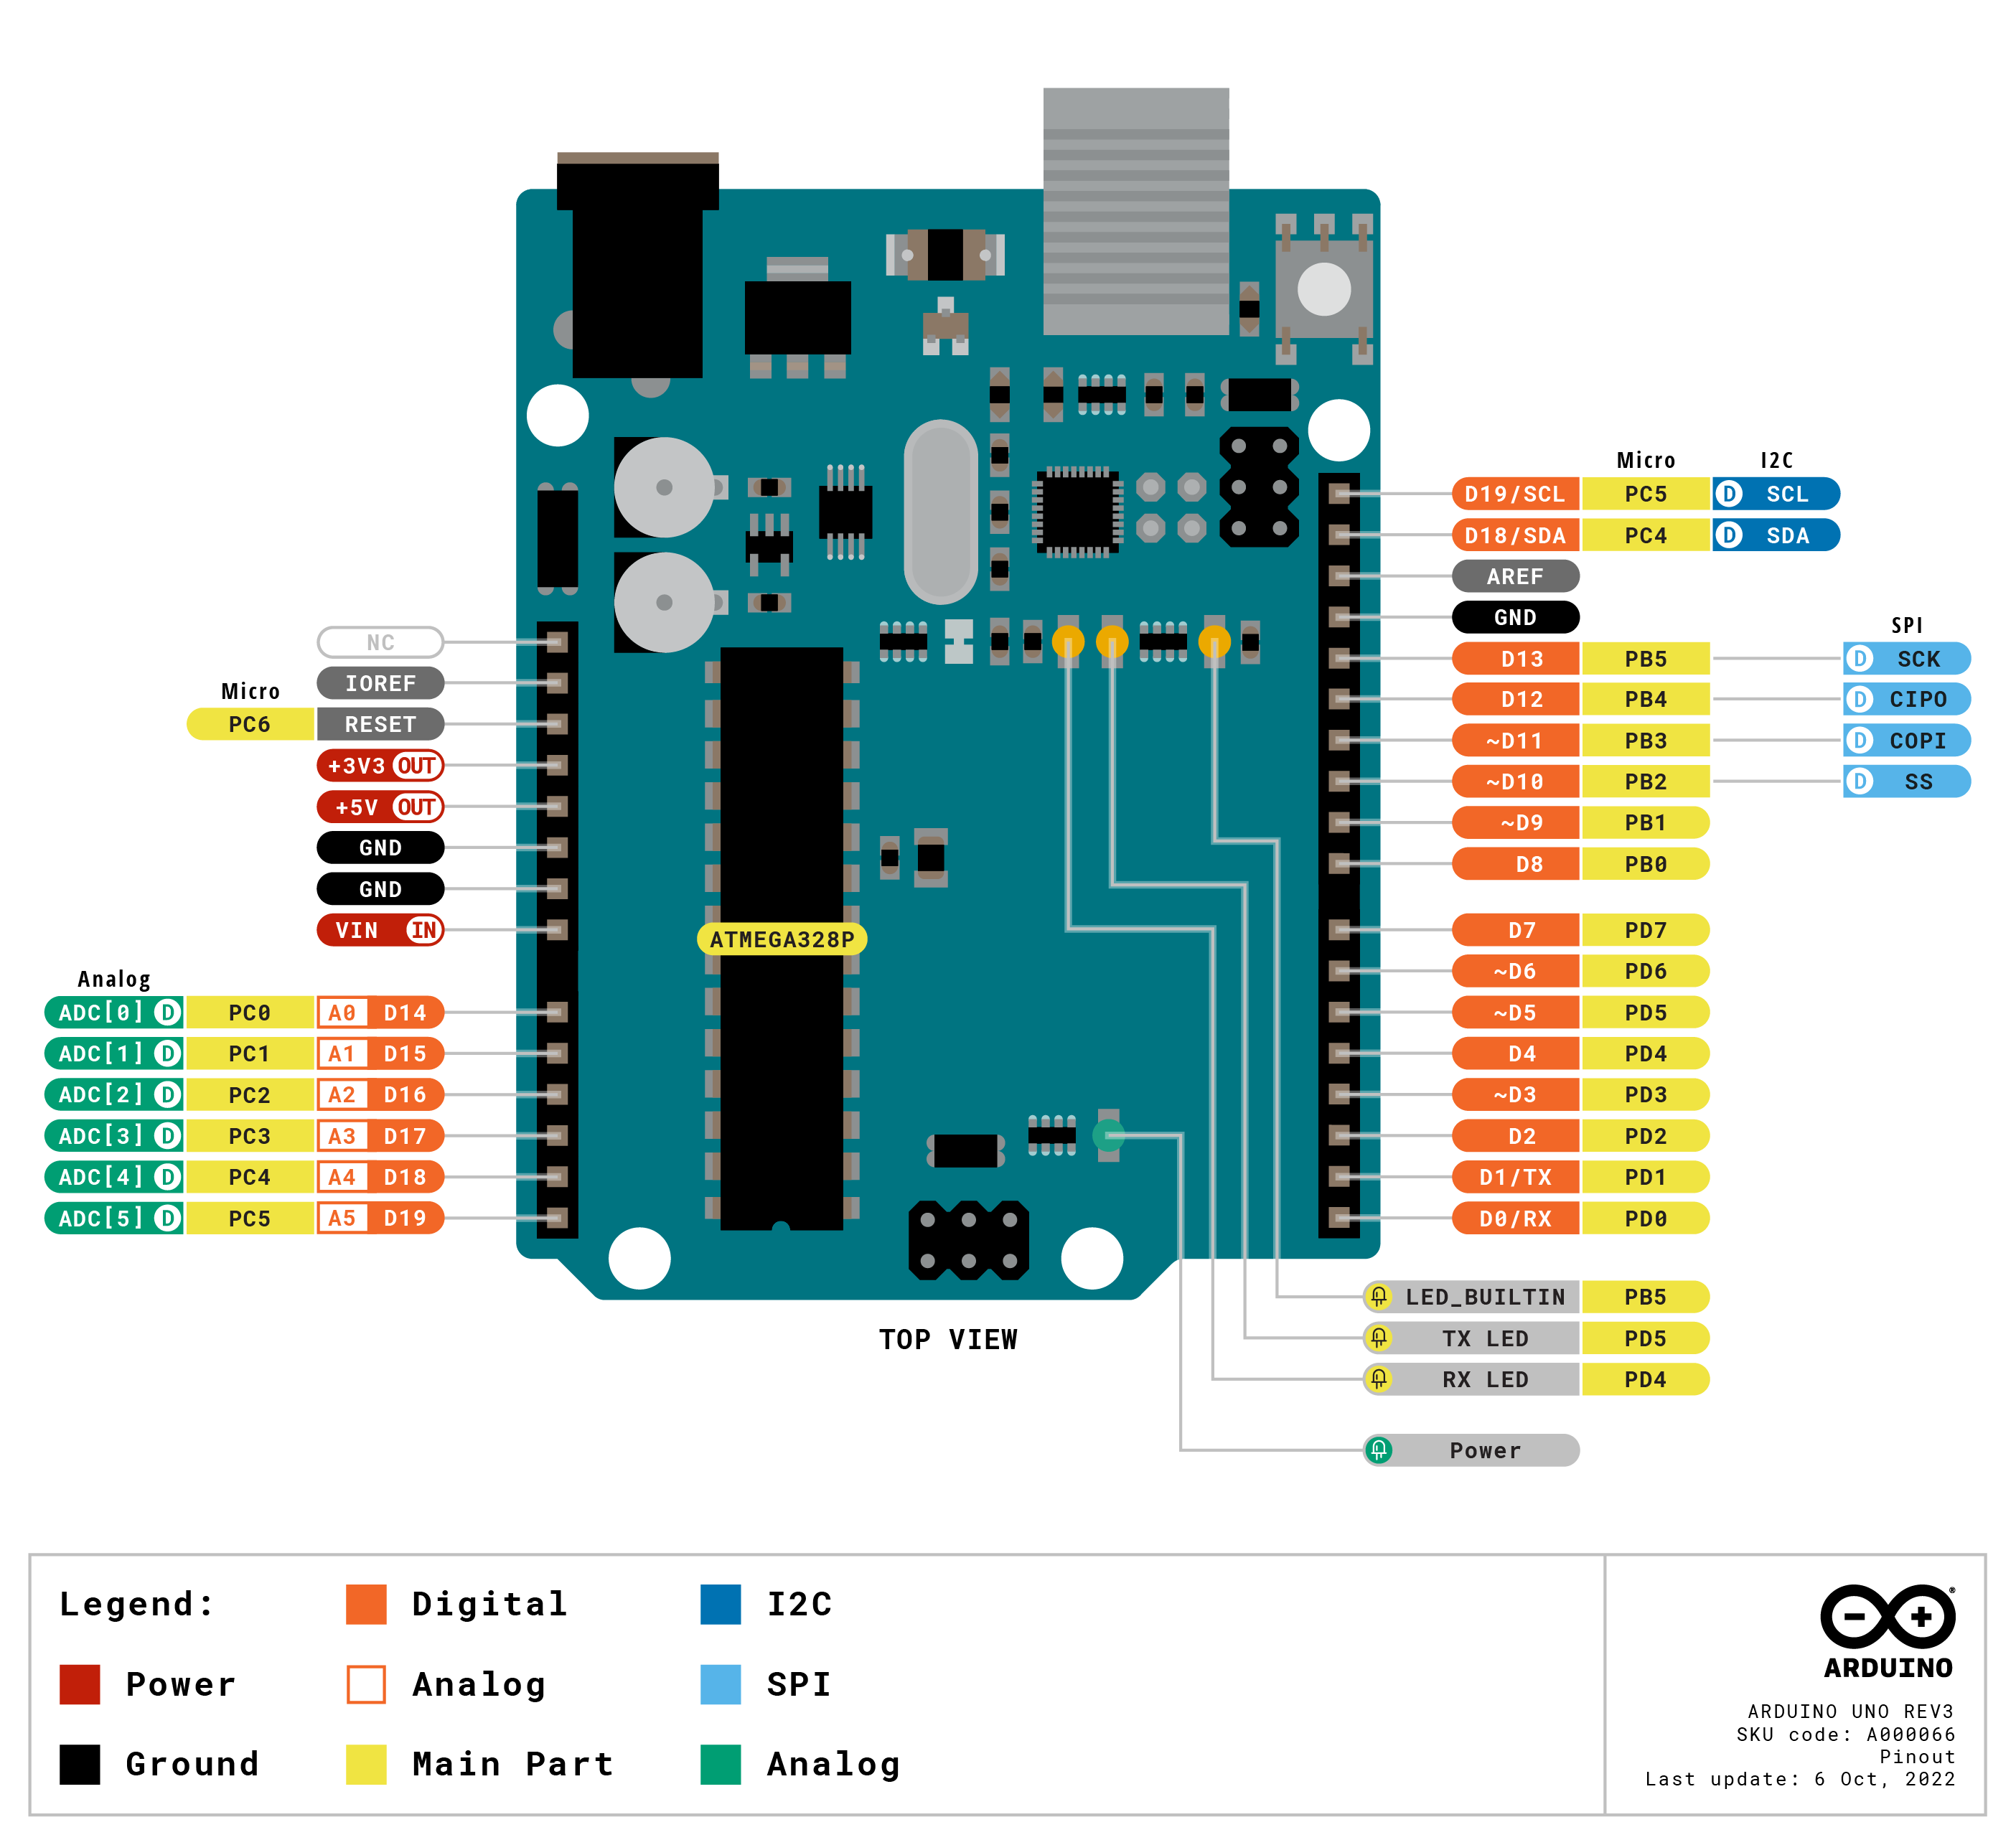 Micro I2C
D19/SCL PC5 D SCL
D18/SDA PC4 D SDA
AREF
GND
SPI
D13 PB5 D SCK
D12 PB4 D CIPO
~D11 PB3 D COPI
~D10 PB2 D SS
~D9 PB1
D8 PB0
D7 PD7
~D6 PD6
~D5 PD5
D4 PD4
~D3 PD3
D2 PD2
D1/TX PD1
D0/RX PD0
NC
IOREF
Micro
PC6 RESET
+3V3 OUT
+5V OUT
GND
GND
VIN IN
Analog
ADC[0] D PC0 A0 D14
ADC[1] D PC1 A1 D15
ADC[2] D PC2 A2 D16
ADC[3] D PC3 A3 D17
ADC[4] D PC4 A4 D18
ADC[5] D PC5 A5 D19
ATMEGA328P
LED_BUILTIN PB5
TX LED PD5
RX LED PD4
Power
TOP VIEW
Legend:
Power
Ground
Digital
Analog
Main Part
I2C
SPI
Analog
®
ARDUINO
ARDUINO UNO REV3
SKU code: A000066
Pinout
Last update: 6 Oct, 2022